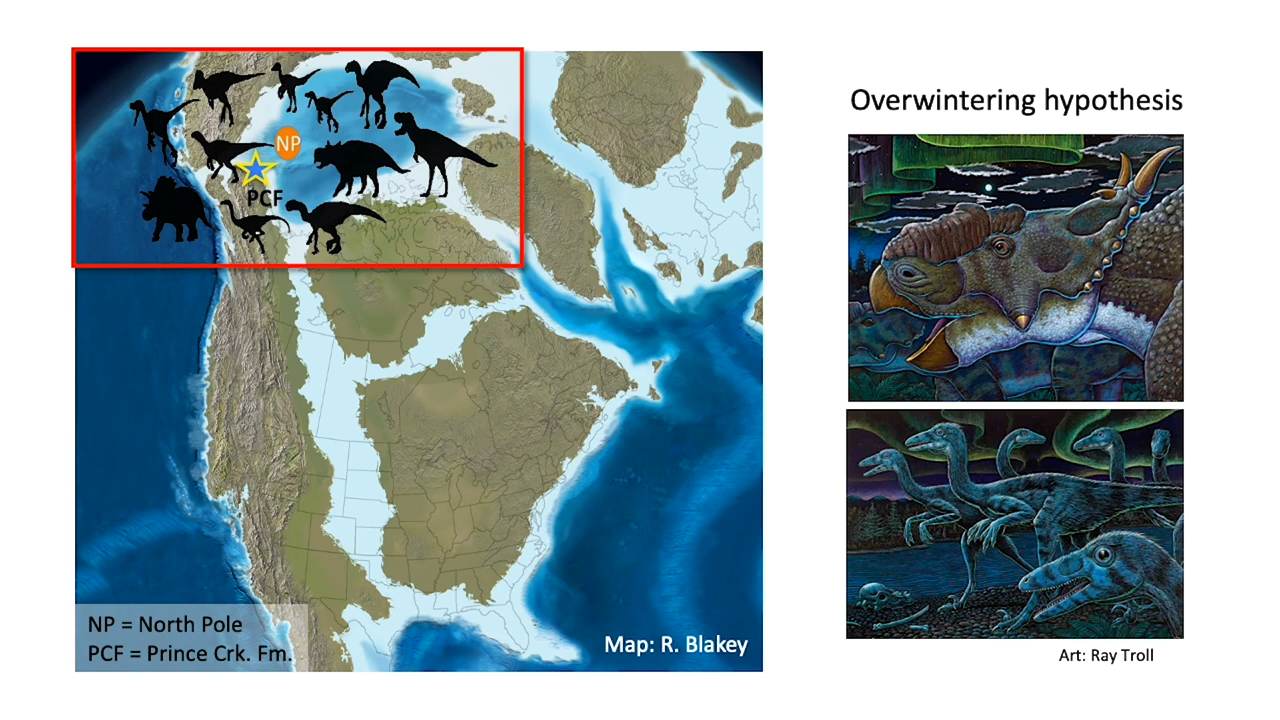 Overwintering hypothesis
NP
PCF
NP = North Pole
PCF = Prince Crk. Fm.
Map: R. Blakey
Art: Ray Troll